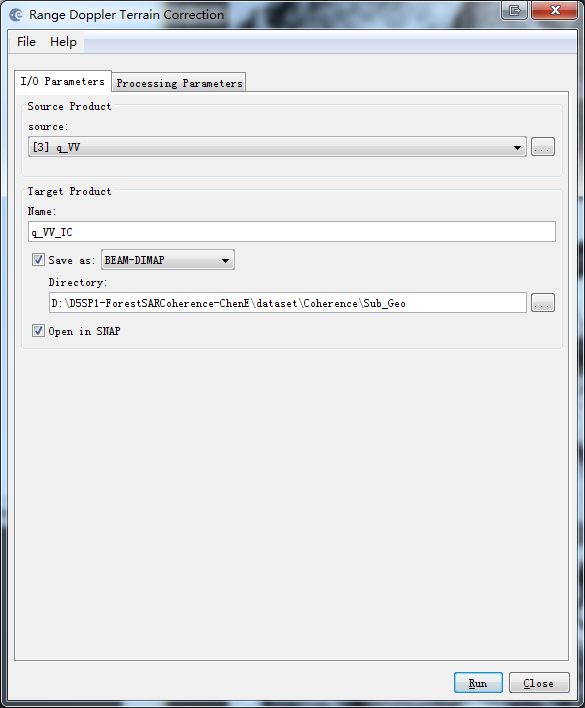 Range Doppler Terrain Correction
File Help
I/O Parameters Processing Parameters
Source Product
source:
[3] q_VV
...
Target Product
Name:
q_VV_TC
Save as: BEAM-DIMAP
Directory:
D:\D5SP1-ForestSARCoherence-ChenE\dataset\Coherence\Sub_Geo
...
Open in SNAP
Run Close